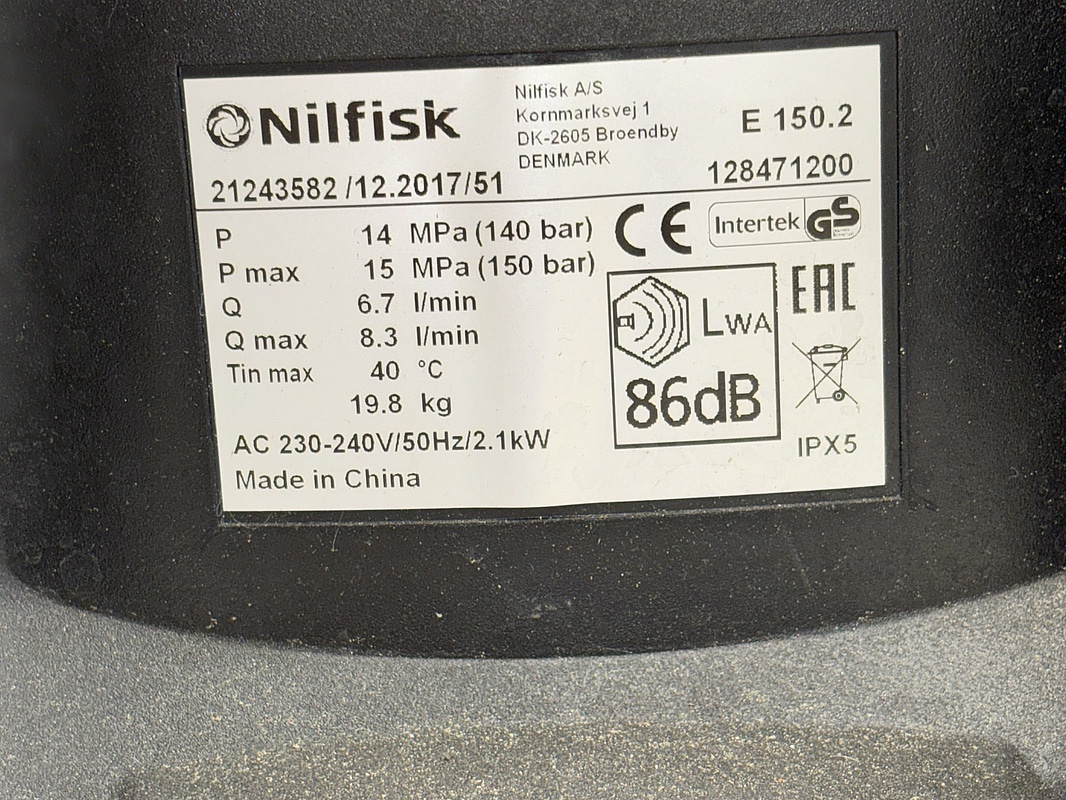 Nilfisk
Nilfisk A/S
Kornmarksvej 1
DK-2605 Broendby
DENMARK
E 150.2
21243582 /12.2017/51
128471200
P 14 MPa (140 bar)
P max 15 MPa (150 bar)
Q 6.7 l/min
Q max 8.3 l/min
Tin max 40 °C
19.8 kg
AC 230-240V/50Hz/2.1kW
Made in China
CE
Intertek GS
EAC
LWA
86dB
IPX5